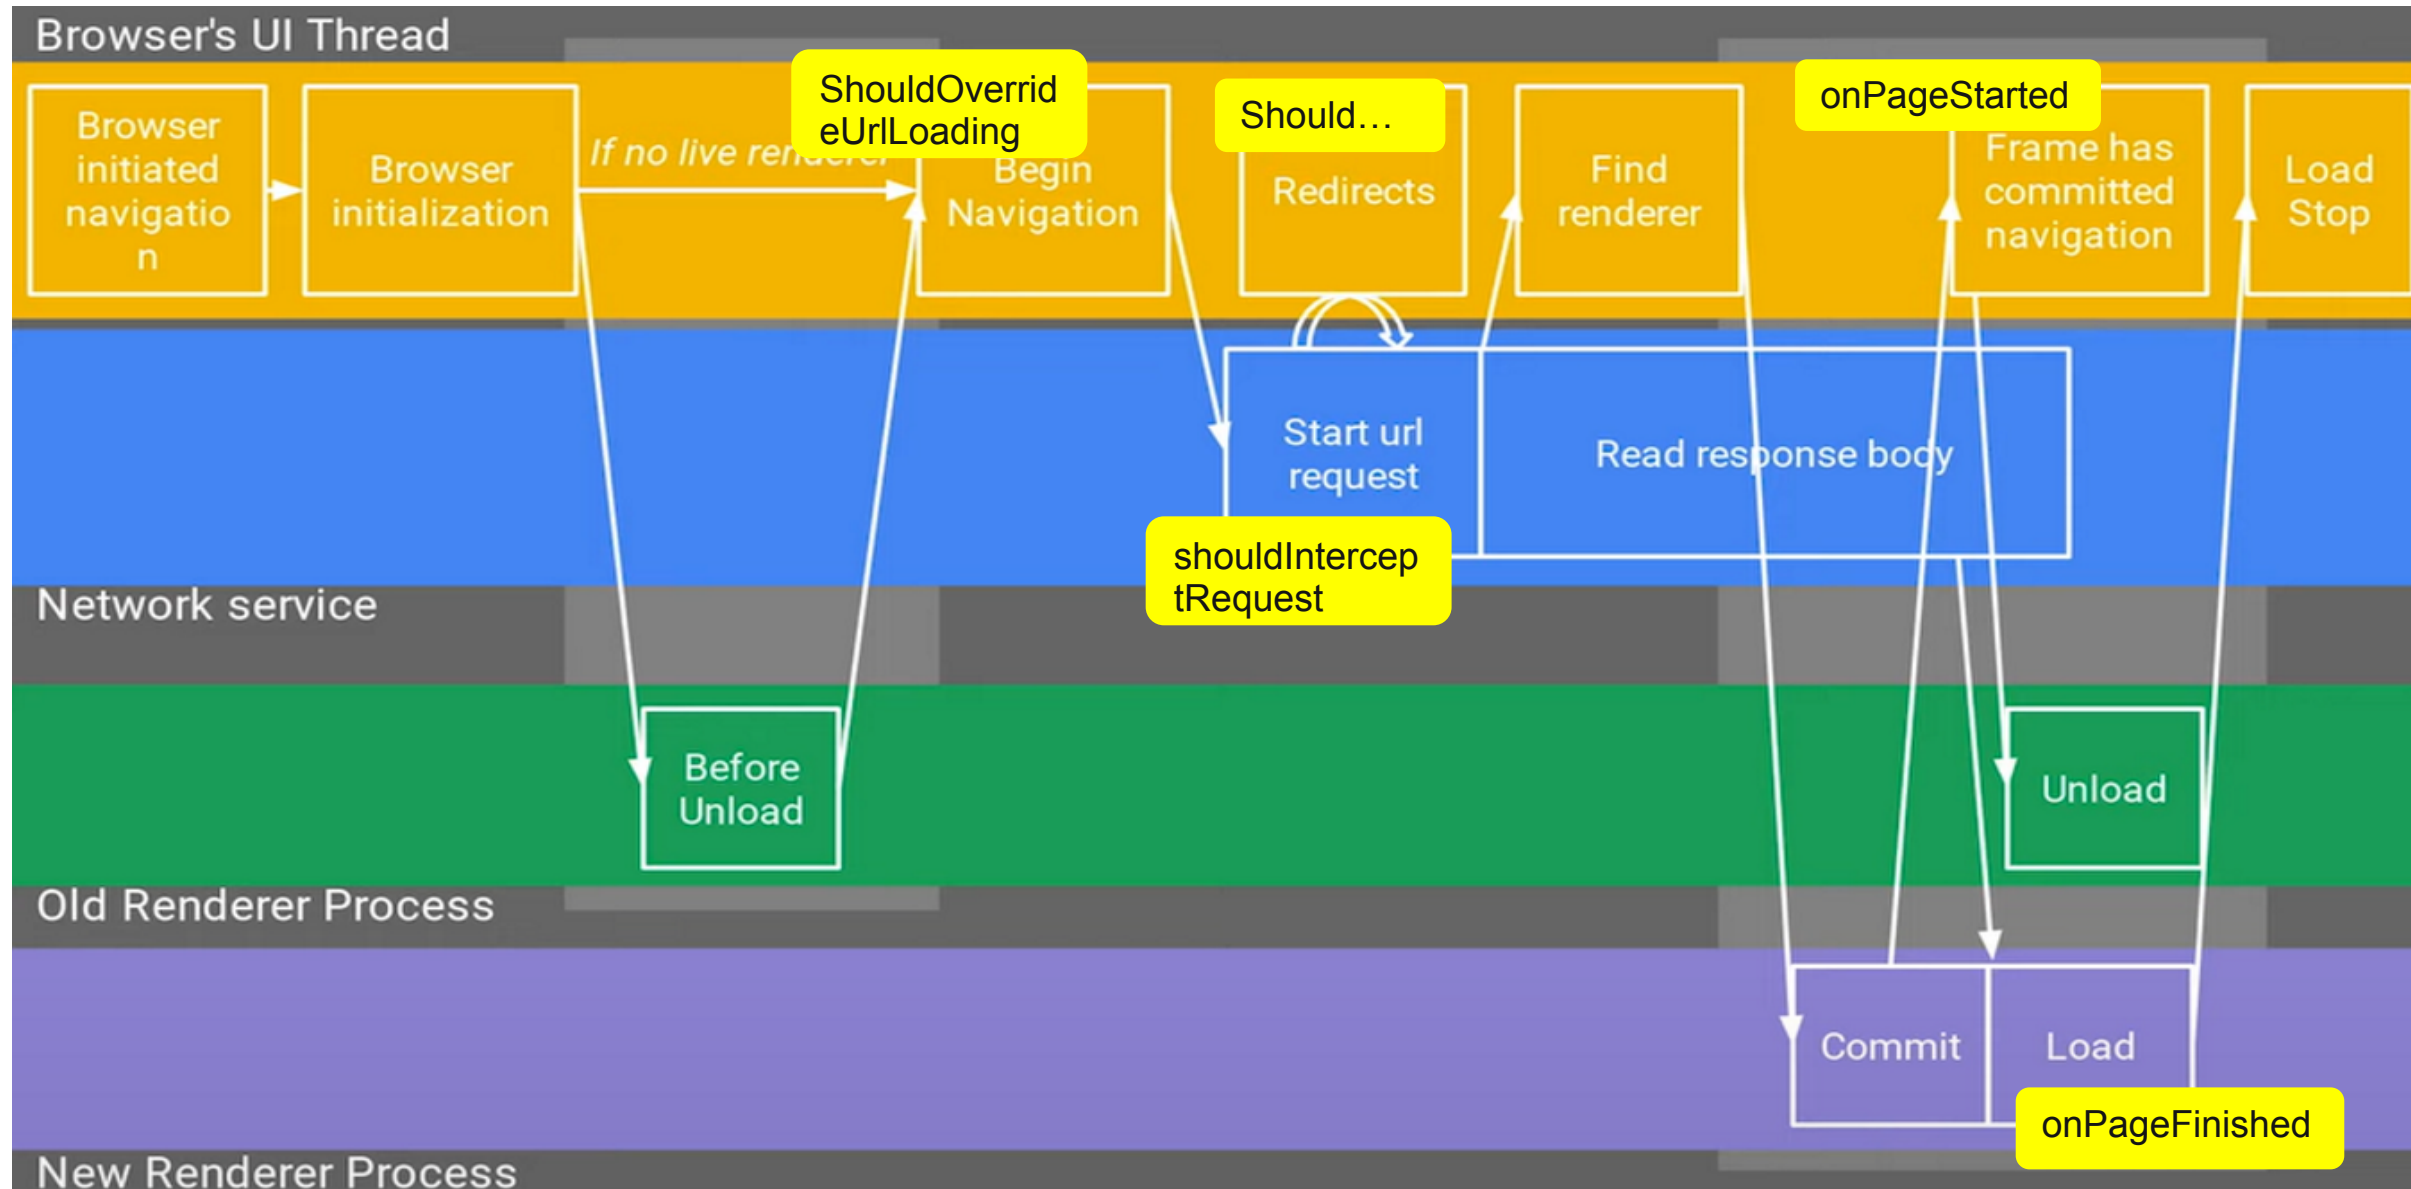 Browser's UI Thread
Browser
initiated
navigatio
n
Browser
initialization
If no live renderer
ShouldOverrid
eUrlLoading
Begin
Navigation
Should…
Redirects
Find
renderer
onPageStarted
Frame has
committed
navigation
Load
Stop
Start url
request
Read response body
shouldIntercep
tRequest
Network service
Before
Unload
Unload
Old Renderer Process
Commit
Load
onPageFinished
New Renderer Process